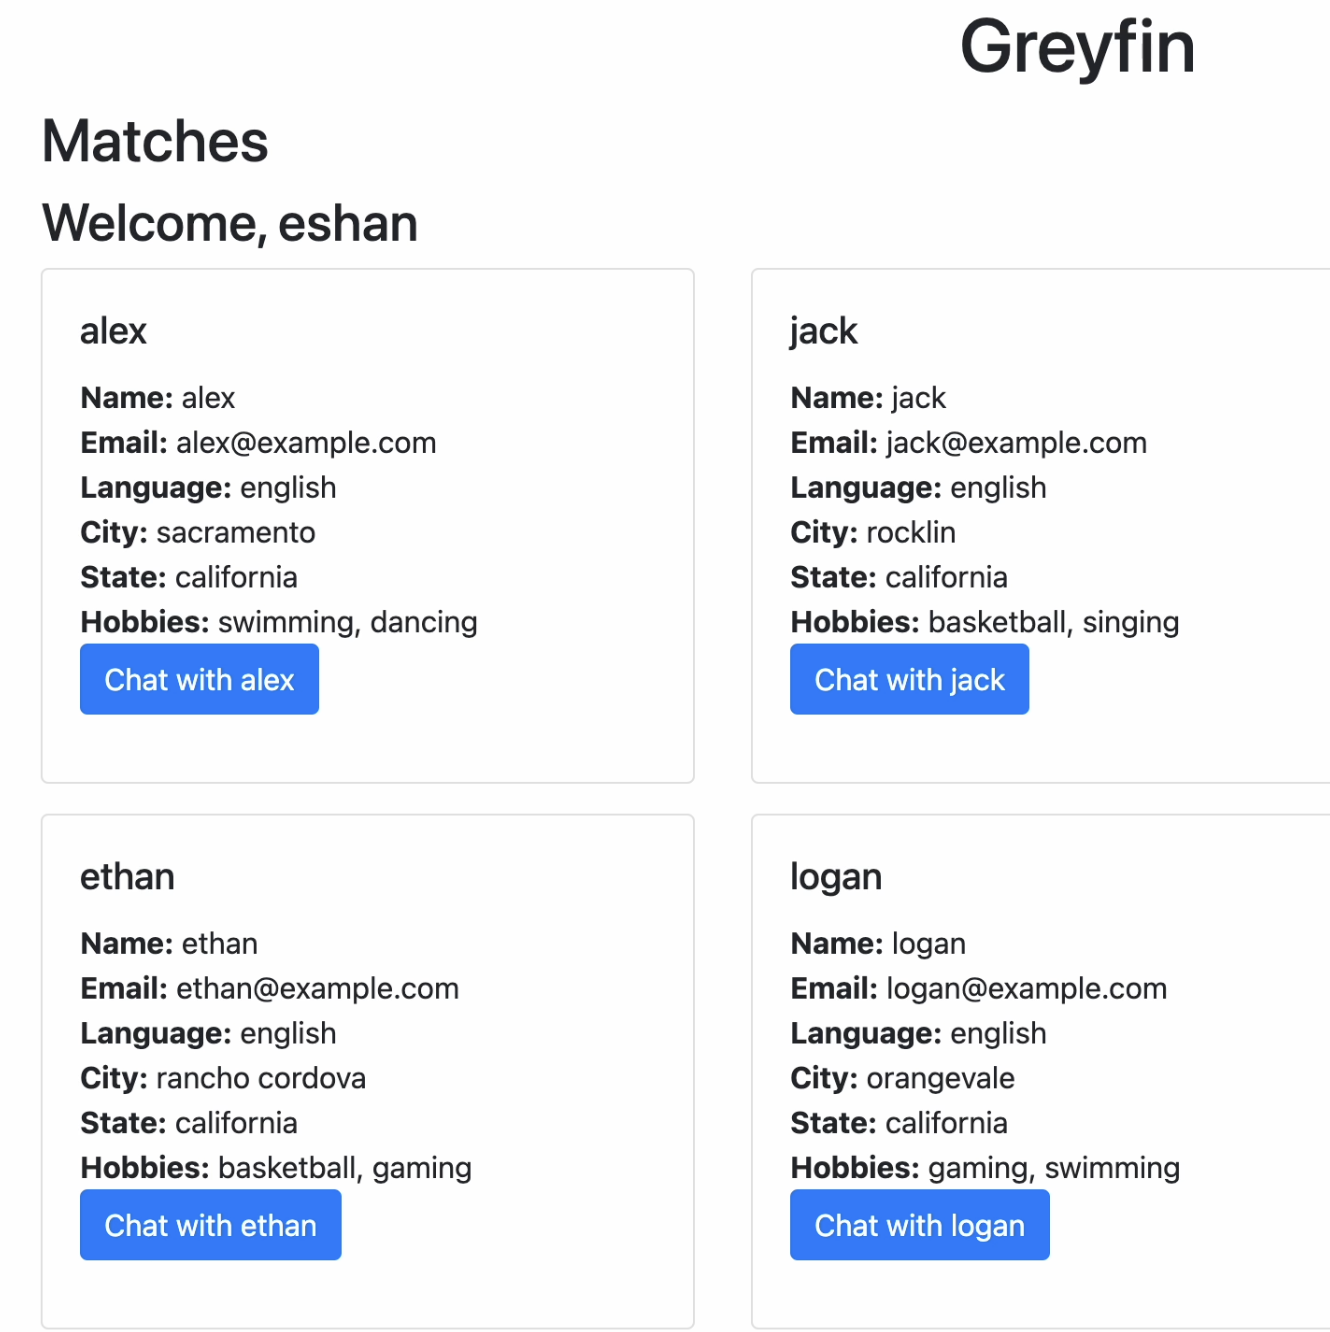 Greyfin
Matches
Welcome, eshan
alex
Name: alex
Email: alex@example.com
Language: english
City: sacramento
State: california
Hobbies: swimming, dancing
Chat with alex
jack
Name: jack
Email: jack@example.com
Language: english
City: rocklin
State: california
Hobbies: basketball, singing
Chat with jack
ethan
Name: ethan
Email: ethan@example.com
Language: english
City: rancho cordova
State: california
Hobbies: basketball, gaming
Chat with ethan
logan
Name: logan
Email: logan@example.com
Language: english
City: orangevale
State: california
Hobbies: gaming, swimming
Chat with logan